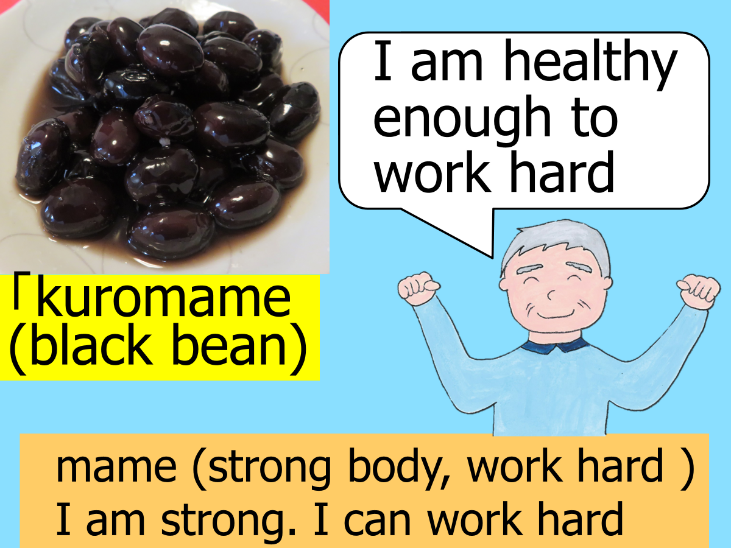 I am healthy
enough to
work hard
「kuromame
(black bean)
mame (strong body, work hard )
I am strong. I can work hard